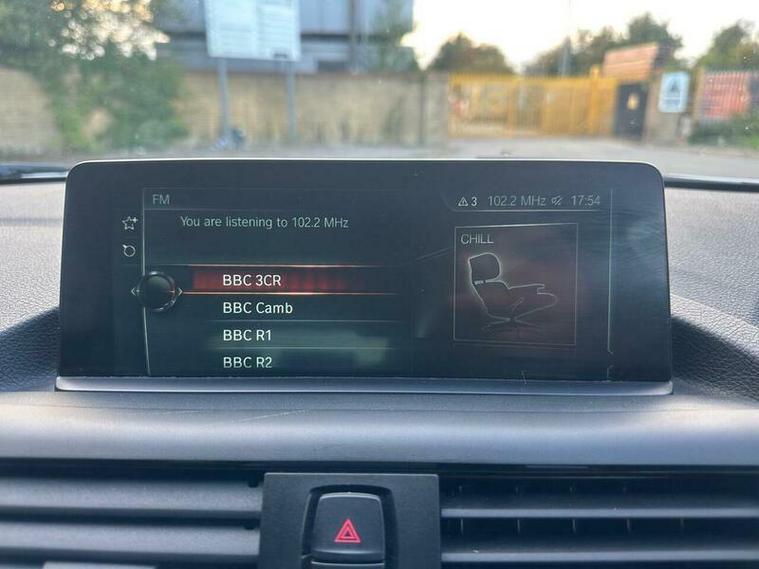 FM
3 102.2 MHz 17:54
You are listening to 102.2 MHz
CHILL
BBC 3CR
BBC Camb
BBC R1
BBC R2